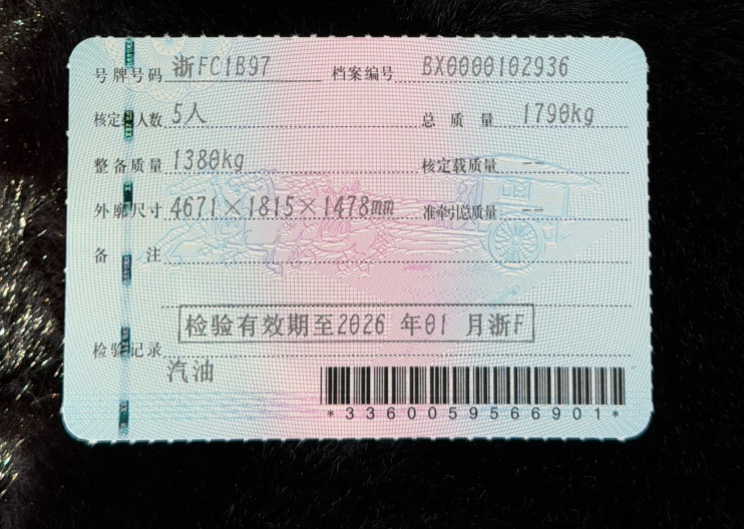 号牌号码 浙FC1B97 档案编号 BX0000102936
核定载人数 5人 总质量 1790kg
整备质量 1380kg 核定载质量 --
外廓尺寸 4671×1815×1478mm 准牵引总质量 --
备注
检验有效期至2026 年01 月浙F
检验记录
汽油
*3360059566901*